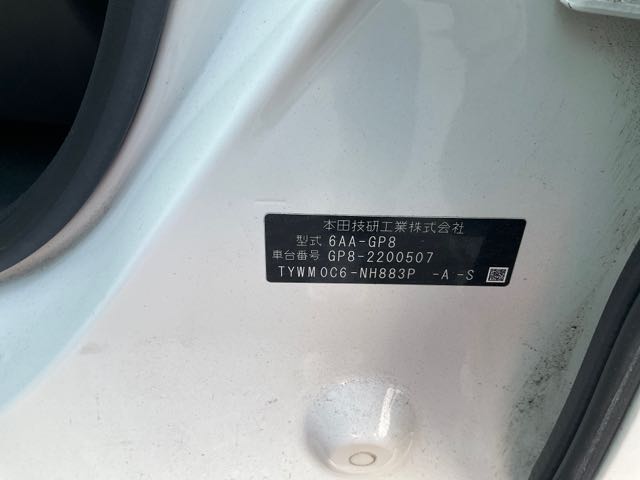 本田技研工業株式会社
型式 6AA-GP8
車台番号 GP8-2200507
TYWM0C6-NH883P -A-S